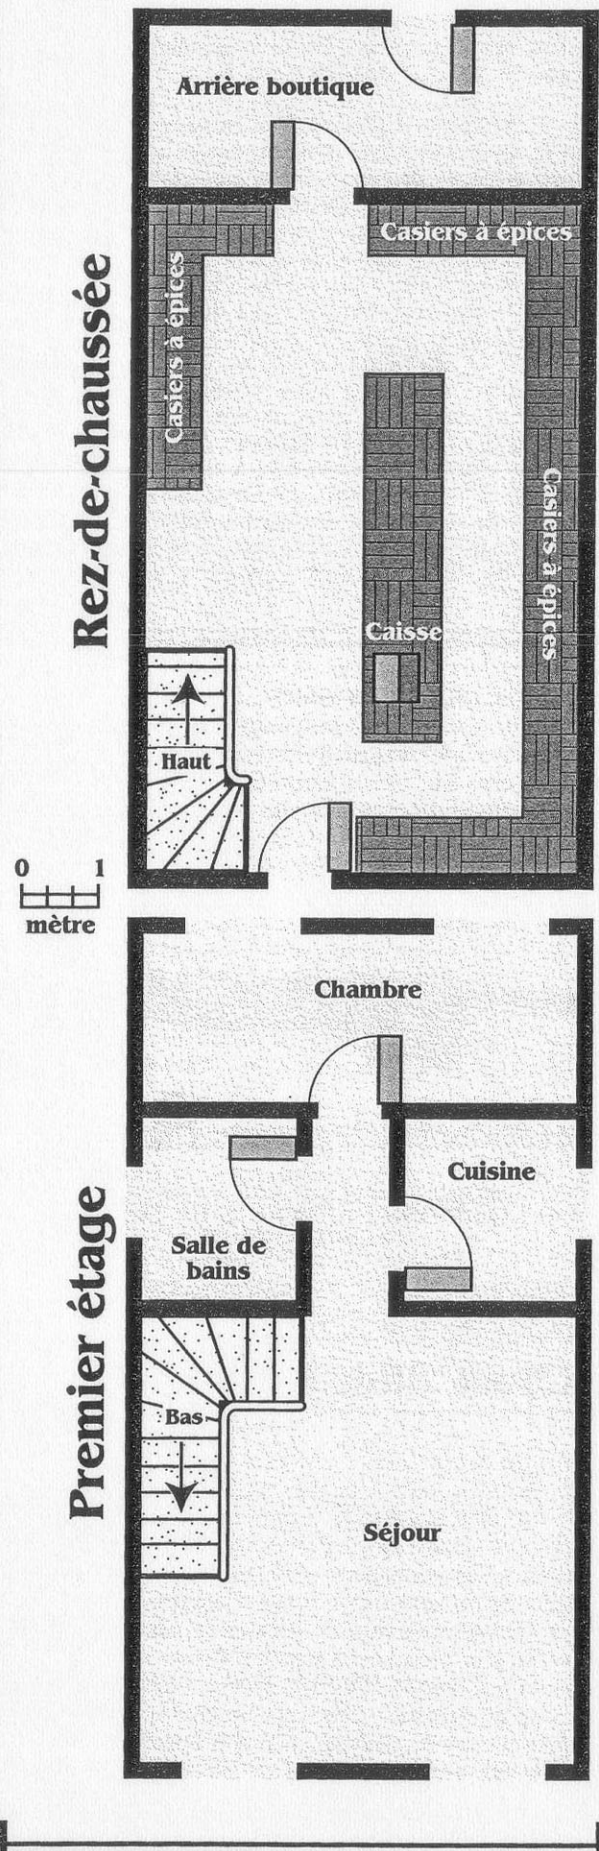 Arrière boutique
Casiers à épices
Casiers à épices
Rez-de-chaussée
Casiers à épices
Caisse
Haut
0 1
mètre
Chambre
Cuisine
Salle de
bains
Premier étage
Bas
Séjour